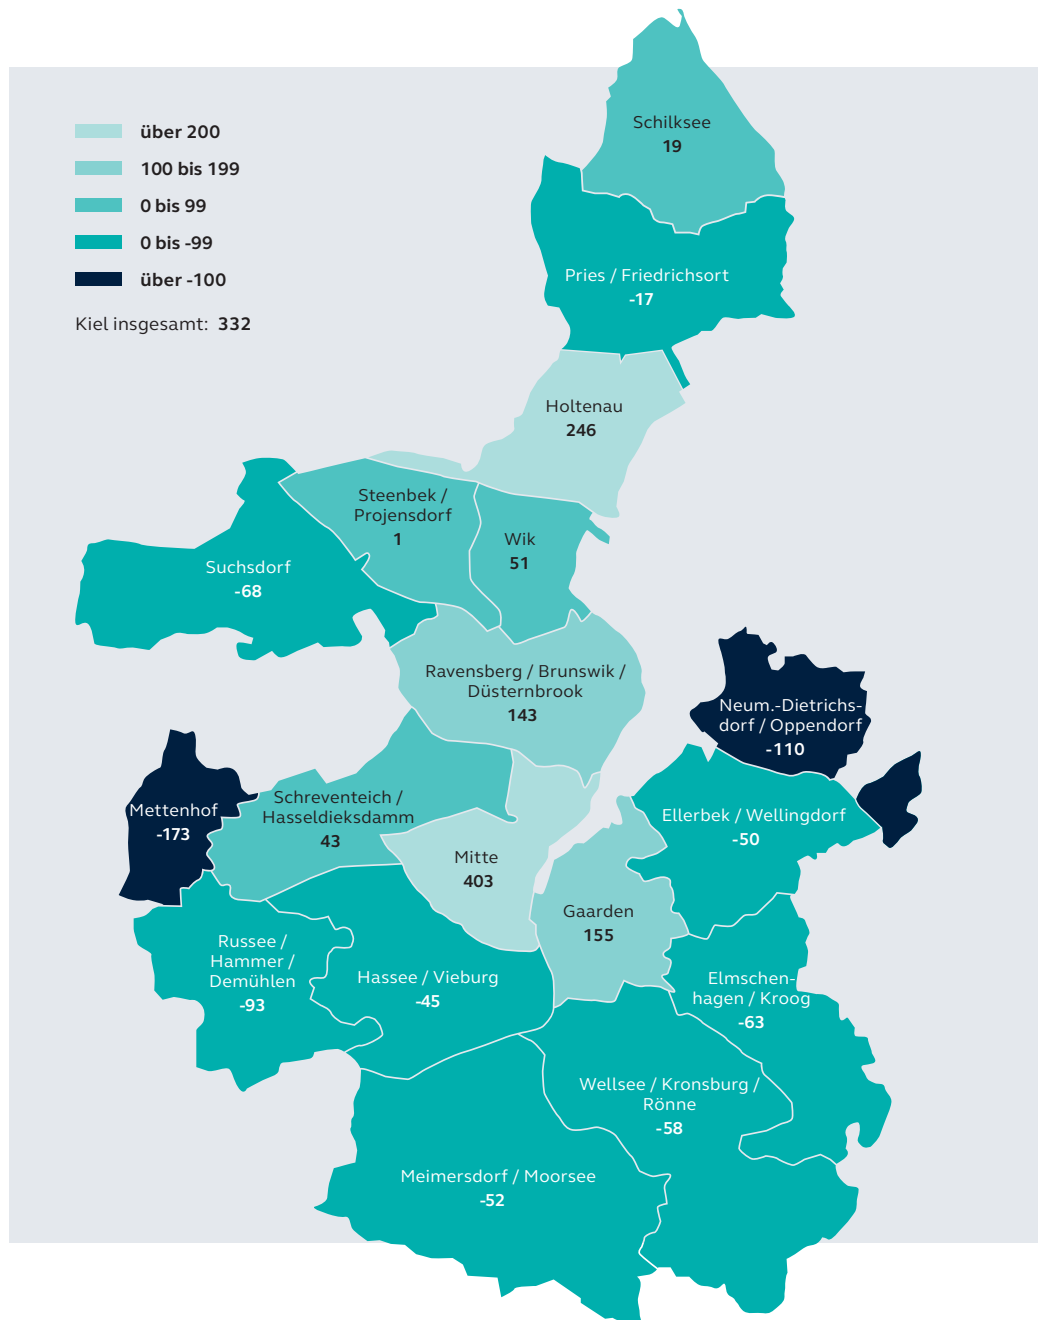 über 200
100 bis 199
0 bis 99
0 bis -99
über -100
Kiel insgesamt: 332
Schilksee
19
Pries / Friedrichsort
-17
Holtenau
246
Steenbek /
Projensdorf
1
Wik
51
Suchsdorf
-68
Ravensberg / Brunswik /
Düsternbrook
143
Neum.-Dietrichs-
dorf / Oppendorf
-110
Mettenhof
-173
Schreventeich /
Hasseldieksdamm
43
Ellerbek / Wellingdorf
-50
Mitte
403
Gaarden
155
Russee /
Hammer /
Demühlen
-93
Hassee / Vieburg
-45
Elmschen-
hagen / Kroog
-63
Wellsee / Kronsburg /
Rönne
-58
Meimersdorf / Moorsee
-52